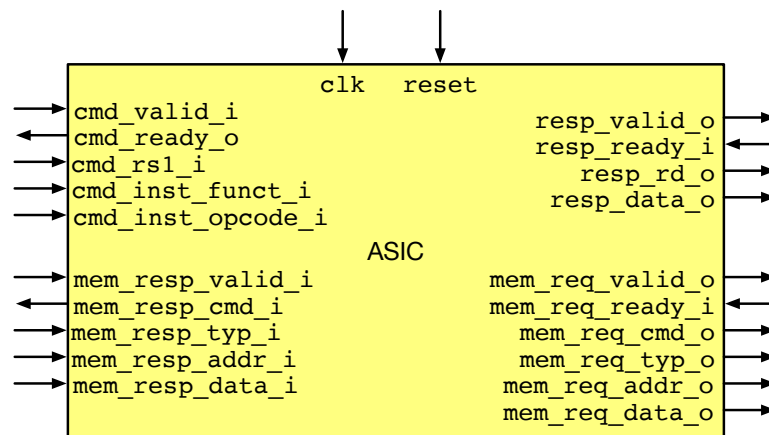 clk reset
cmd_valid_i
cmd_ready_o
cmd_rs1_i
cmd_inst_funct_i
cmd_inst_opcode_i
resp_valid_o
resp_ready_i
resp_rd_o
resp_data_o
ASIC
mem_resp_valid_i
mem_resp_cmd_i
mem_resp_typ_i
mem_resp_addr_i
mem_resp_data_i
mem_req_valid_o
mem_req_ready_i
mem_req_cmd_o
mem_req_typ_o
mem_req_addr_o
mem_req_data_o